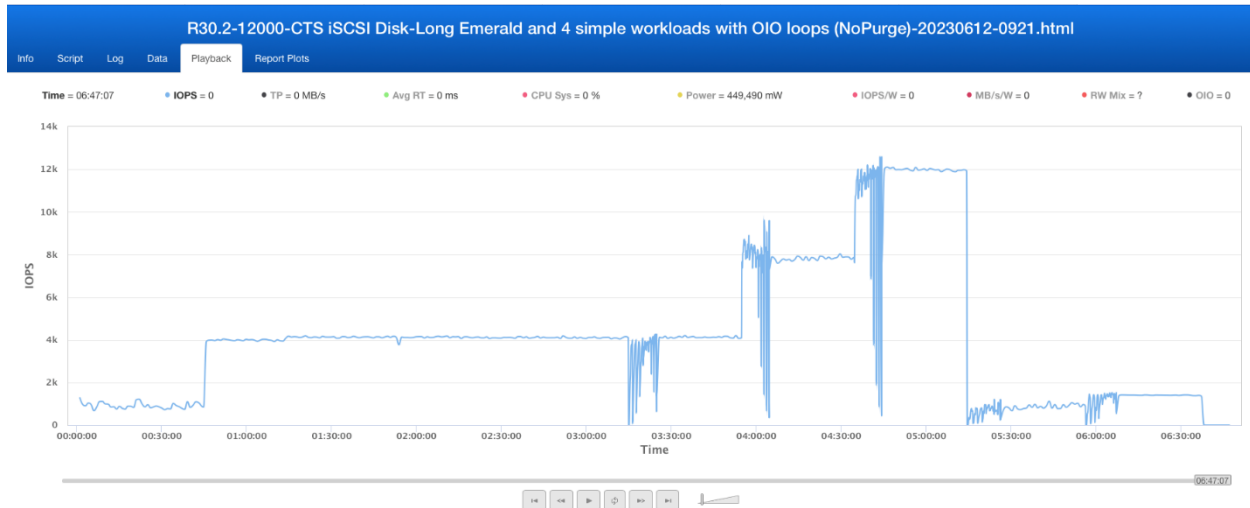 R30.2-12000-CTS iSCSI Disk-Long Emerald and 4 simple workloads with OIO loops (NoPurge)-20230612-0921.html
Info Script Log Data Playback Report Plots
Time = 06:47:07 IOPS = 0 TP = 0 MB/s Avg RT = 0 ms CPU Sys = 0 % Power = 449,490 mW IOPS/W = 0 MB/s/W = 0 RW Mix = ? OIO = 0
14k
12k
10k
8k
6k
4k
2k
0
IOPS
00:00:00 00:30:00 01:00:00 01:30:00 02:00:00 02:30:00 03:00:00 03:30:00 04:00:00 04:30:00 05:00:00 05:30:00 06:00:00 06:30:00
Time
06:47:07